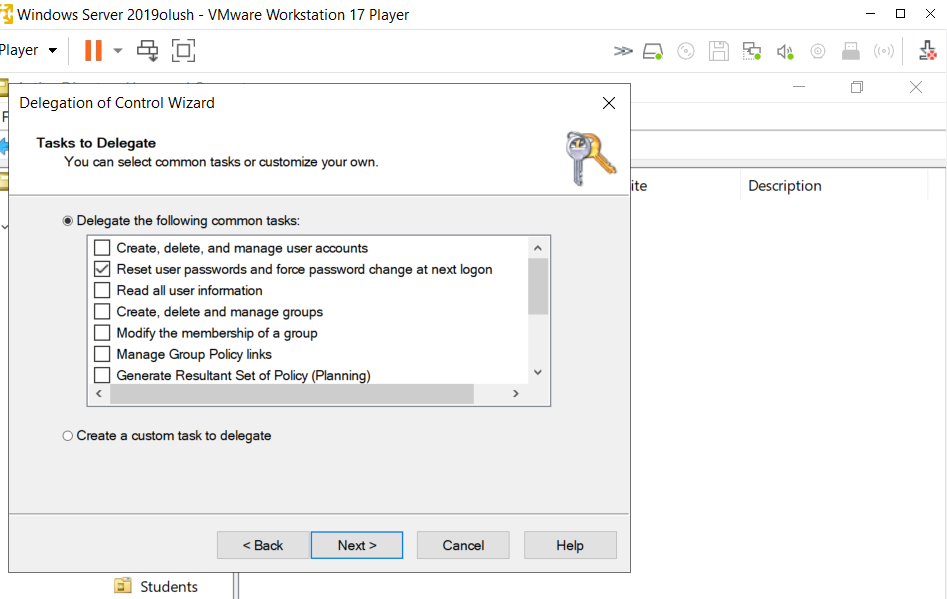 Windows Server 2019olush - VMware Workstation 17 Player
Player
Delegation of Control Wizard
Tasks to Delegate
You can select common tasks or customize your own.
ite Description
Delegate the following common tasks:
Create, delete, and manage user accounts
Reset user passwords and force password change at next logon
Read all user information
Create, delete and manage groups
Modify the membership of a group
Manage Group Policy links
Generate Resultant Set of Policy (Planning)
Create a custom task to delegate
< Back Next > Cancel Help
Students